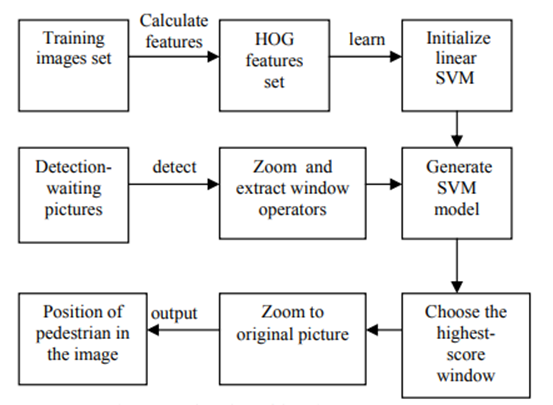 Training
images set
Calculate
features
HOG
features
set
learn
Initialize
linear
SVM
Detection-
waiting
pictures
detect
Zoom and
extract window
operators
Generate
SVM
model
Position of
pedestrian in
the image
output
Zoom to
original picture
Choose the
highest-
score
window